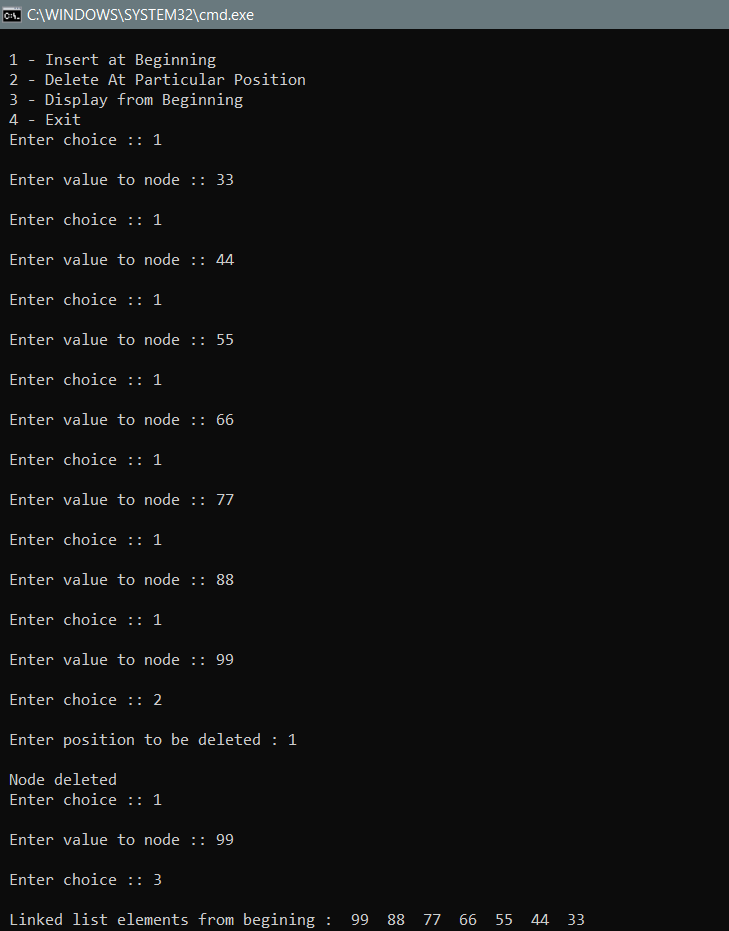 C:\WINDOWS\SYSTEM32\cmd.exe
1 - Insert at Beginning
2 - Delete At Particular Position
3 - Display from Beginning
4 - Exit
Enter choice :: 1
Enter value to node :: 33
Enter choice :: 1
Enter value to node :: 44
Enter choice :: 1
Enter value to node :: 55
Enter choice :: 1
Enter value to node :: 66
Enter choice :: 1
Enter value to node :: 77
Enter choice :: 1
Enter value to node :: 88
Enter choice :: 1
Enter value to node :: 99
Enter choice :: 2
Enter position to be deleted : 1
Node deleted
Enter choice :: 1
Enter value to node :: 99
Enter choice :: 3
Linked list elements from begining :  99  88  77  66  55  44  33